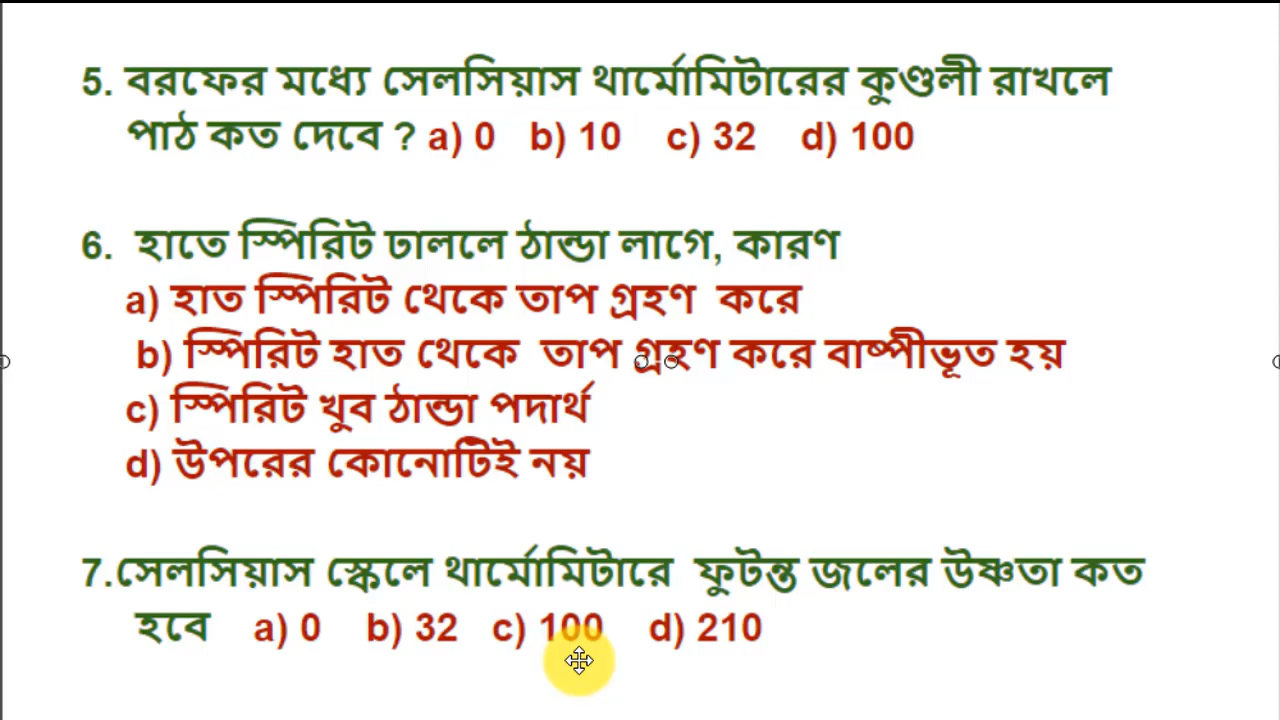 5. বরফের মধ্যে সেলসিয়াস থার্মোমিটারের কুণ্ডলী রাখলে
পাঠ কত দেবে ? a) 0 b) 10 c) 32 d) 100
6. হাতে স্পিরিট ঢাললে ঠান্ডা লাগে, কারণ
a) হাত স্পিরিট থেকে তাপ গ্রহণ করে
b) স্পিরিট হাত থেকে তাপ গ্রহণ করে বাষ্পীভূত হয়
c) স্পিরিট খুব ঠান্ডা পদার্থ
d) উপরের কোনোটিই নয়
7.সেলসিয়াস স্কেলে থার্মোমিটারে ফুটন্ত জলের উষ্ণতা কত
হবে a) 0 b) 32 c) 100 d) 210